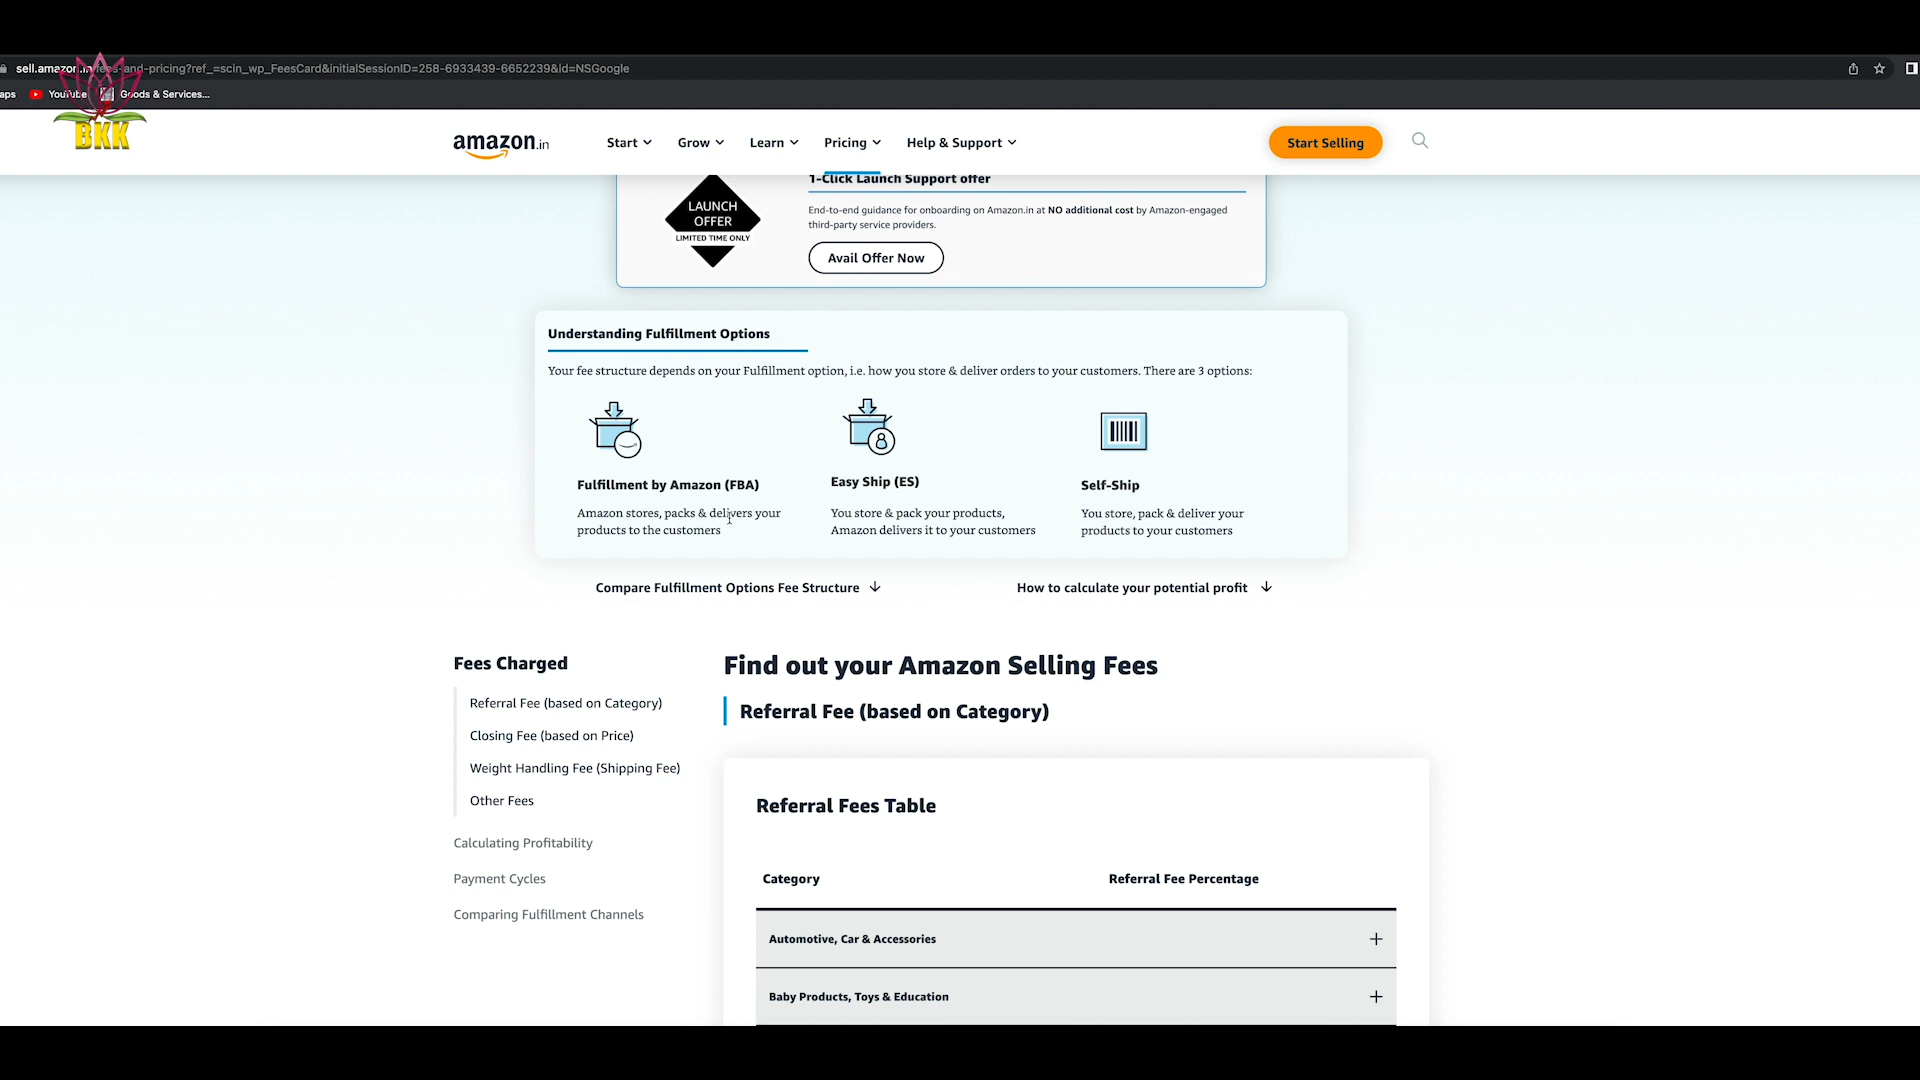 sell.amazon.in/fees-and-pricing?ref_=scin_wp_FeesCard&initialSessionID=258-6933439-6652239&ld=NSGoogle
aps YouTube Goods & Services...
BKK
amazon.in Start Grow Learn Pricing Help & Support Start Selling
1-Click Launch Support offer
LAUNCH
OFFER
LIMITED TIME ONLY
End-to-end guidance for onboarding on Amazon.in at NO additional cost by Amazon-engaged
third-party service providers.
Avail Offer Now
Understanding Fulfillment Options
Your fee structure depends on your Fulfillment option, i.e. how you store & deliver orders to your customers. There are 3 options:
Fulfillment by Amazon (FBA)
Amazon stores, packs & delivers your
products to the customers
Easy Ship (ES)
You store & pack your products,
Amazon delivers it to your customers
Self-Ship
You store, pack & deliver your
products to your customers
Compare Fulfillment Options Fee Structure
How to calculate your potential profit
Fees Charged
Referral Fee (based on Category)
Closing Fee (based on Price)
Weight Handling Fee (Shipping Fee)
Other Fees
Calculating Profitability
Payment Cycles
Comparing Fulfillment Channels
Find out your Amazon Selling Fees
Referral Fee (based on Category)
Referral Fees Table
Category Referral Fee Percentage
Automotive, Car & Accessories
Baby Products, Toys & Education